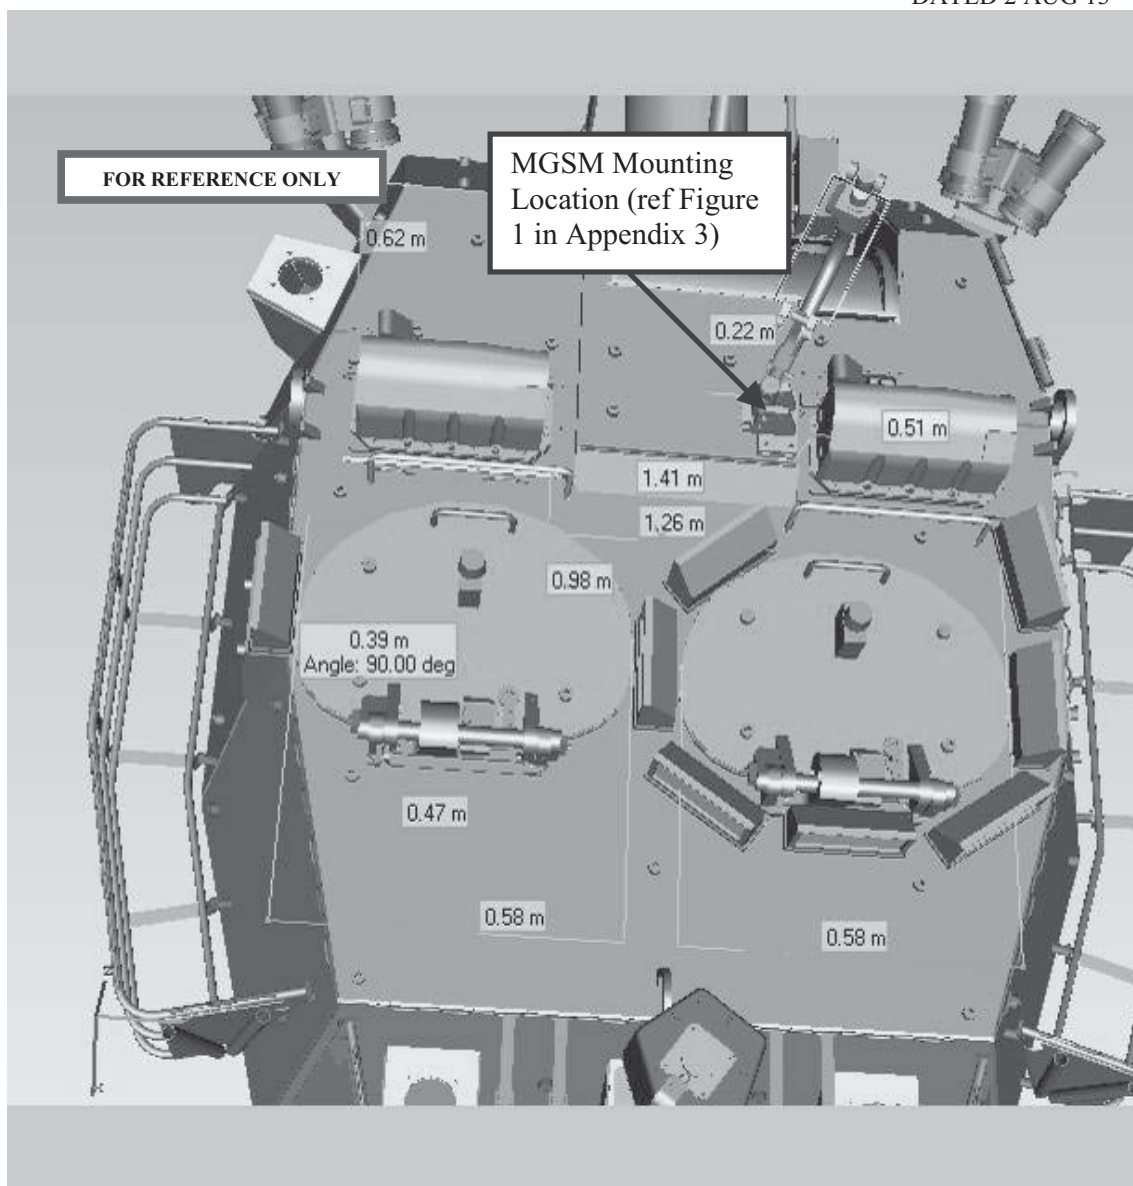 DATED 2 AUG 13
FOR REFERENCE ONLY
MGSM Mounting
Location (ref Figure
1 in Appendix 3)
0.62 m
0.22 m
0.51 m
1.41 m
1.26 m
0.98 m
0.39 m
Angle: 90.00 deg
0.47 m
0.58 m
0.58 m
z
x